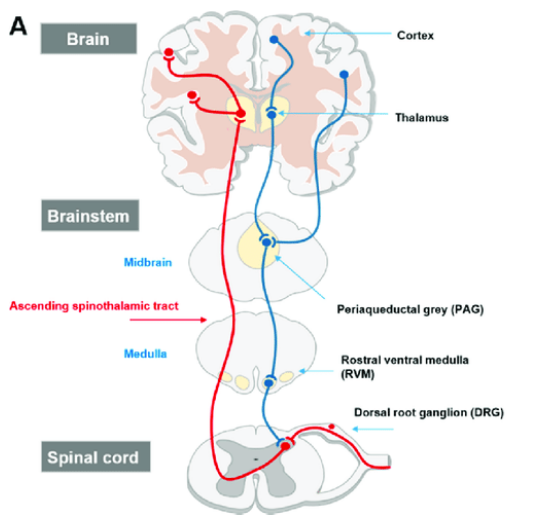 A
Brain
Cortex
Thalamus
Brainstem
Midbrain
Ascending spinothalamic tract
Periaqueductal grey (PAG)
Medulla
Rostral ventral medulla
(RVM)
Dorsal root ganglion (DRG)
Spinal cord